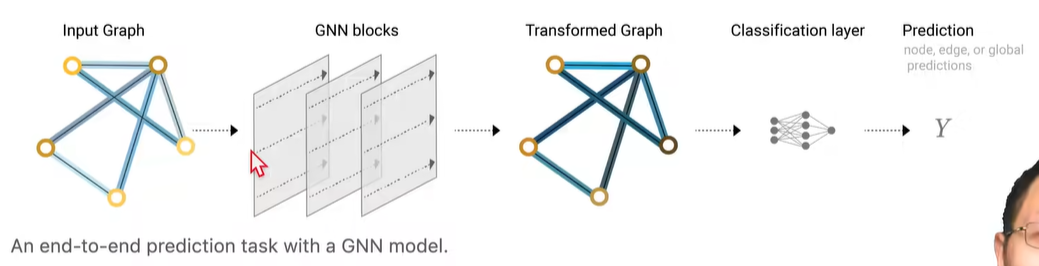 Input Graph
GNN blocks
Transformed Graph
Classification layer
Prediction
node, edge, or global
predictions
Y
An end-to-end prediction task with a GNN model.